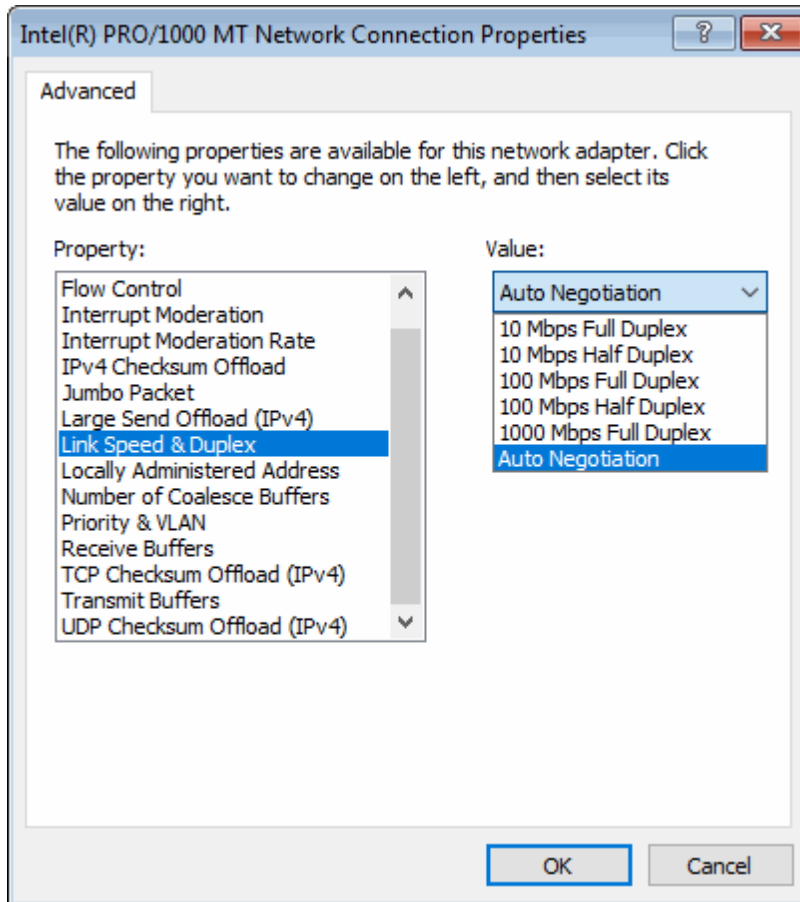 Intel(R) PRO/1000 MT Network Connection Properties
Advanced
The following properties are available for this network adapter. Click
the property you want to change on the left, and then select its
value on the right.
Property:
Flow Control
Interrupt Moderation
Interrupt Moderation Rate
IPv4 Checksum Offload
Jumbo Packet
Large Send Offload (IPv4)
Link Speed & Duplex
Locally Administered Address
Number of Coalesce Buffers
Priority & VLAN
Receive Buffers
TCP Checksum Offload (IPv4)
Transmit Buffers
UDP Checksum Offload (IPv4)
Value:
Auto Negotiation
10 Mbps Full Duplex
10 Mbps Half Duplex
100 Mbps Full Duplex
100 Mbps Half Duplex
1000 Mbps Full Duplex
Auto Negotiation
OK
Cancel